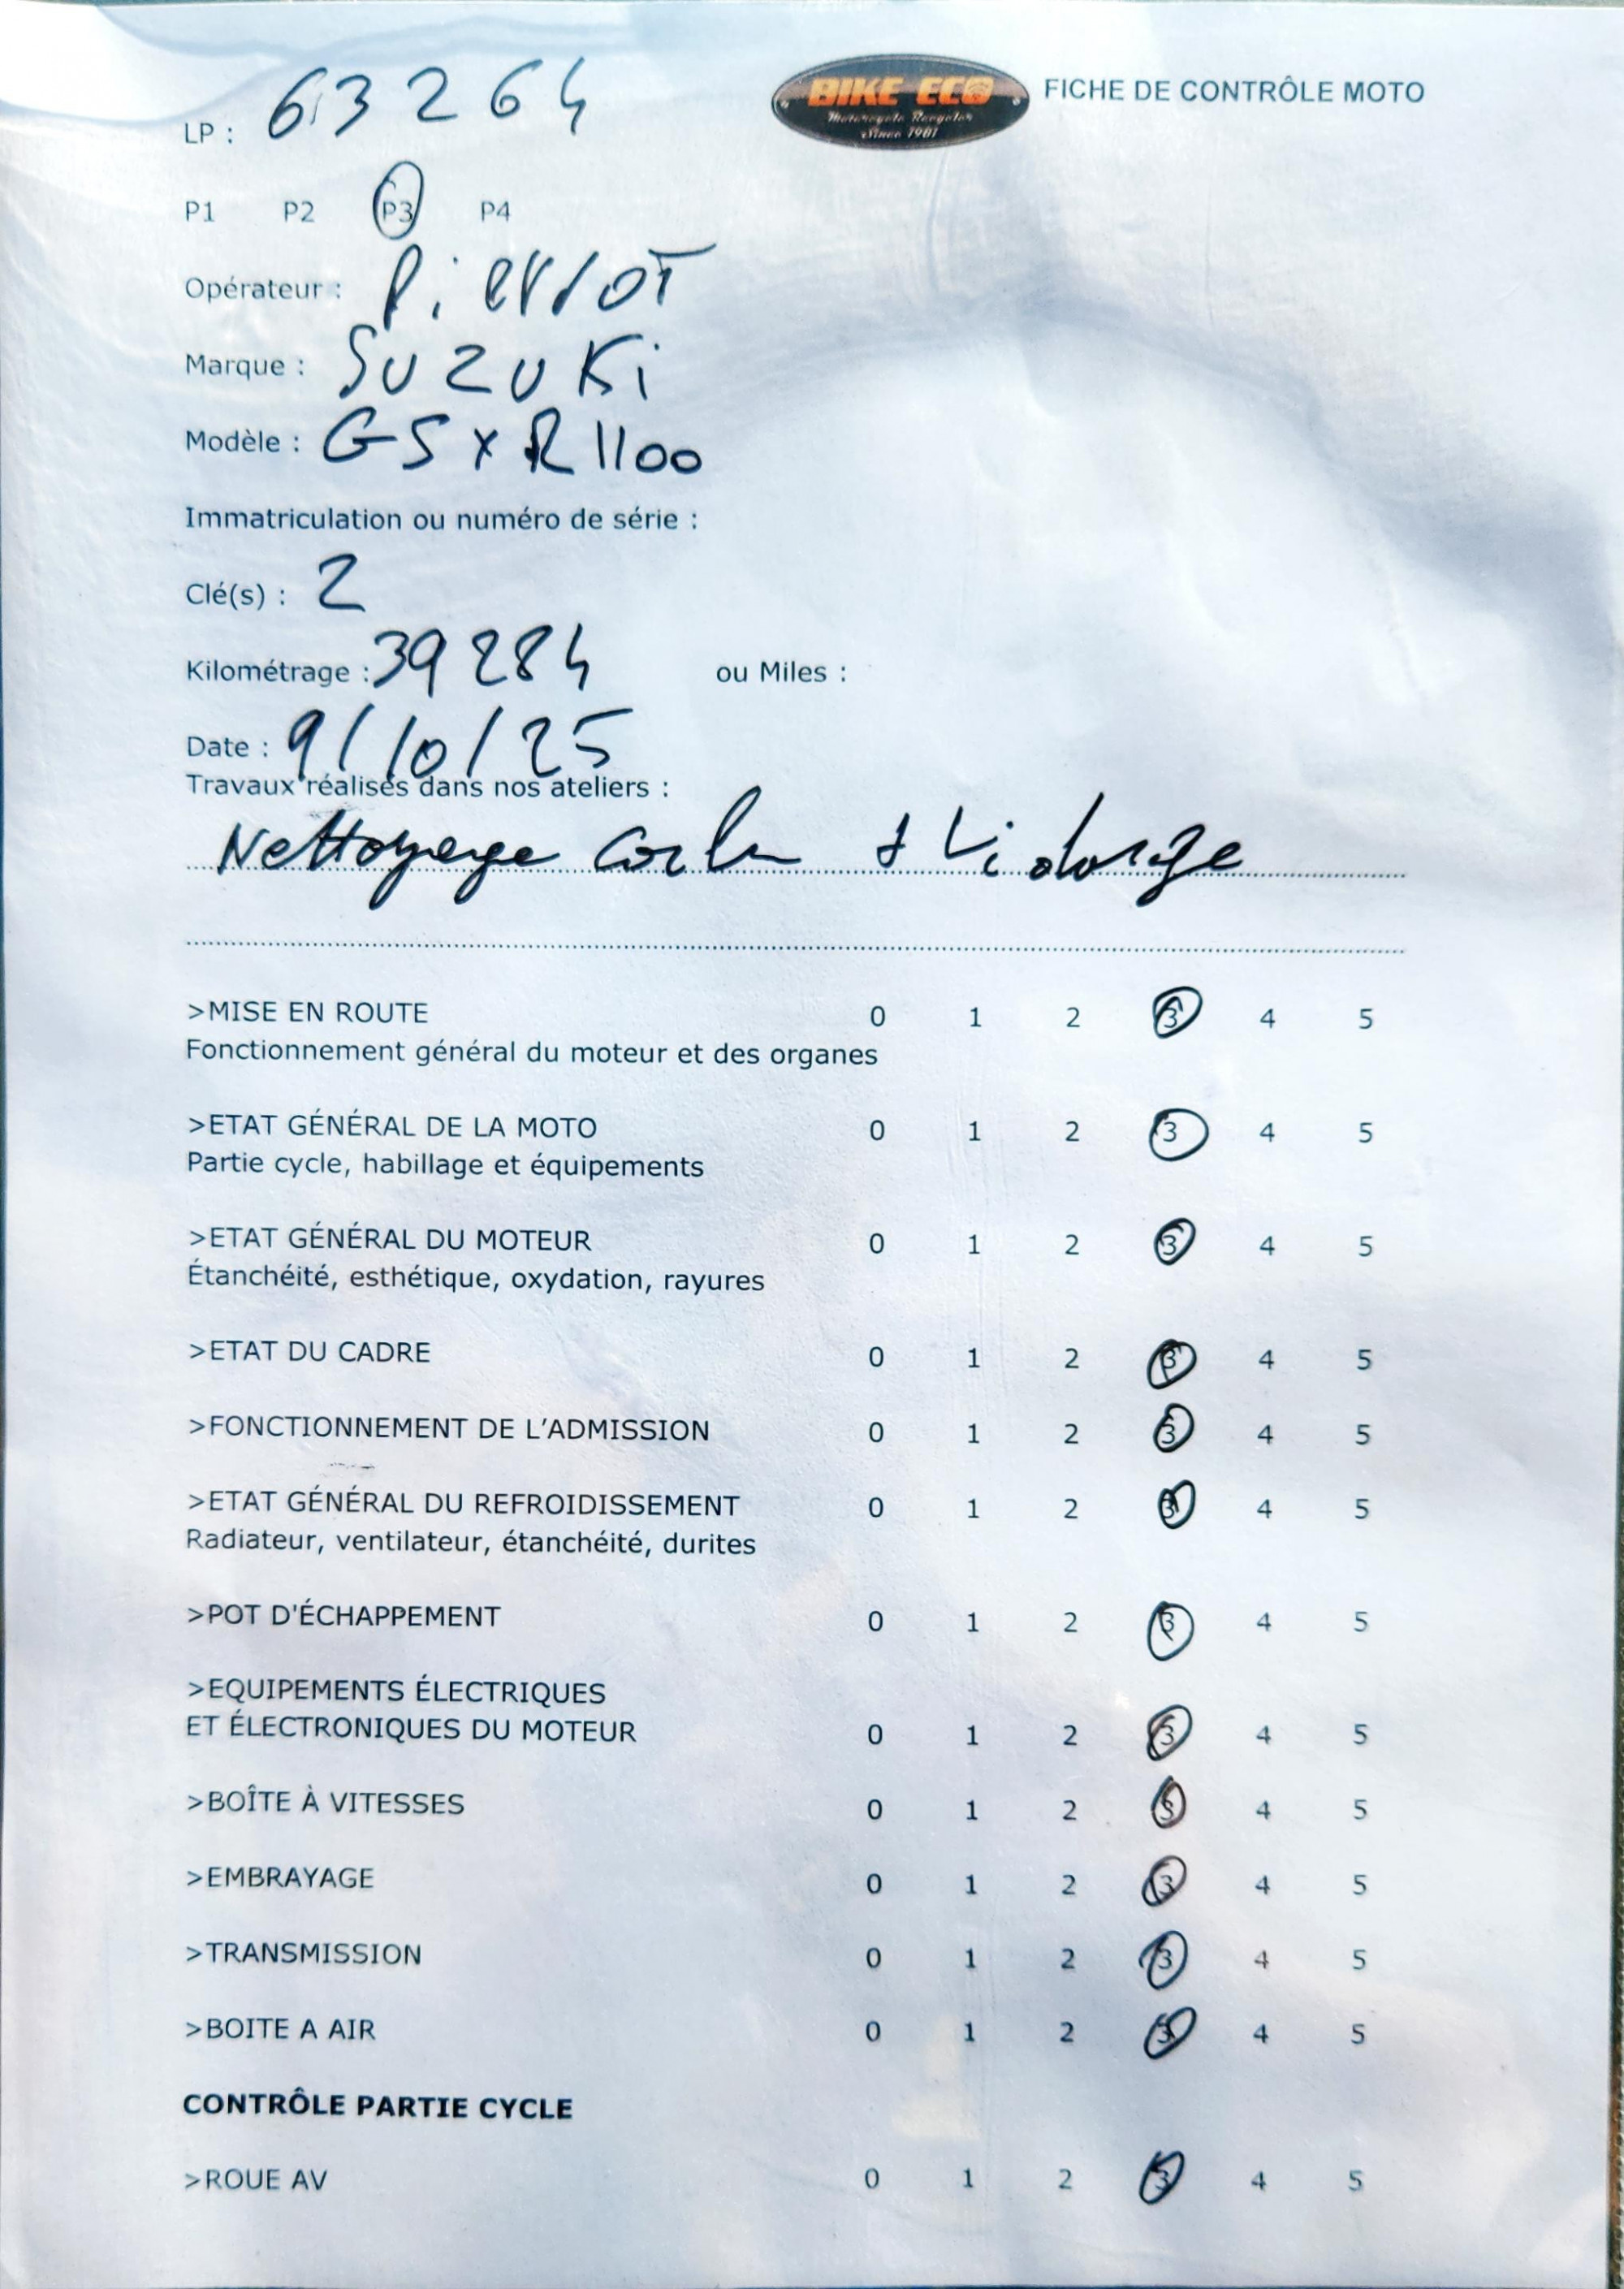 LP : 63264
BIKE ECO
Motorcycle Recycler
Since 1981
FICHE DE CONTRÔLE MOTO
P1 P2 P3 P4
Opérateur : Pierrot
Marque : SUZUKi
Modèle : GSXR 1100
Immatriculation ou numéro de série :
Clé(s) : 2
Kilométrage : 39284 ou Miles :
Date : 9/10/25
Travaux réalisés dans nos ateliers :
Nettoyage Carbu + Vidange
>MISE EN ROUTE 0 1 2 3 4 5
Fonctionnement général du moteur et des organes
>ETAT GÉNÉRAL DE LA MOTO 0 1 2 3 4 5
Partie cycle, habillage et équipements
>ETAT GÉNÉRAL DU MOTEUR 0 1 2 3 4 5
Étanchéité, esthétique, oxydation, rayures
>ETAT DU CADRE 0 1 2 3 4 5
>FONCTIONNEMENT DE L'ADMISSION 0 1 2 3 4 5
>ETAT GÉNÉRAL DU REFROIDISSEMENT 0 1 2 3 4 5
Radiateur, ventilateur, étanchéité, durites
>POT D'ÉCHAPPEMENT 0 1 2 3 4 5
>EQUIPEMENTS ÉLECTRIQUES
ET ÉLECTRONIQUES DU MOTEUR 0 1 2 3 4 5
>BOÎTE À VITESSES 0 1 2 3 4 5
>EMBRAYAGE 0 1 2 3 4 5
>TRANSMISSION 0 1 2 3 4 5
>BOITE A AIR 0 1 2 3 4 5
CONTRÔLE PARTIE CYCLE
>ROUE AV 0 1 2 3 4 5